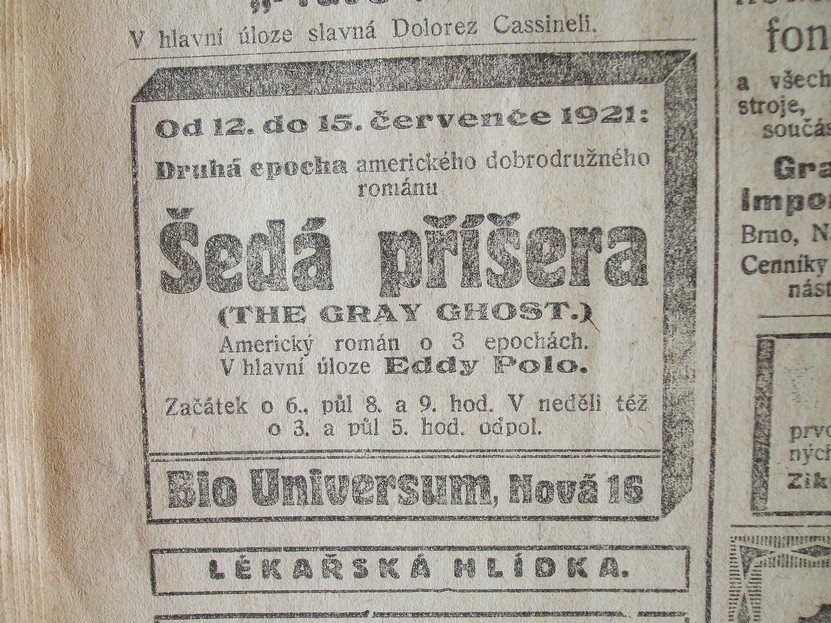 V hlavní úloze slavná Dolorez Cassineli.
Od 12. do 15. července 1921:
Druhá epocha amerického dobrodružného
románu
Šedá příšera
(THE GRAY GHOST.)
Americký román o 3 epochách.
V hlavní úloze Eddy Polo.
Začátek o 6., půl 8. a 9. hod. V neděli též
o 3. a půl 5. hod. odpol.
Bio Universum, Nová 16
LÉKAŘSKÁ HLÍDKA.
fon
a všech
stroje,
součás
Gra
Impo
Brno, N
Cenníky
nást
prvo
ných
Zik